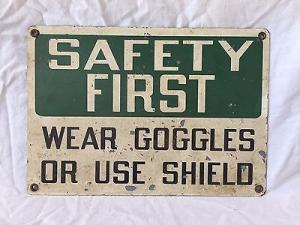 SAFETY
FIRST
WEAR GOGGLES
OR USE SHIELD